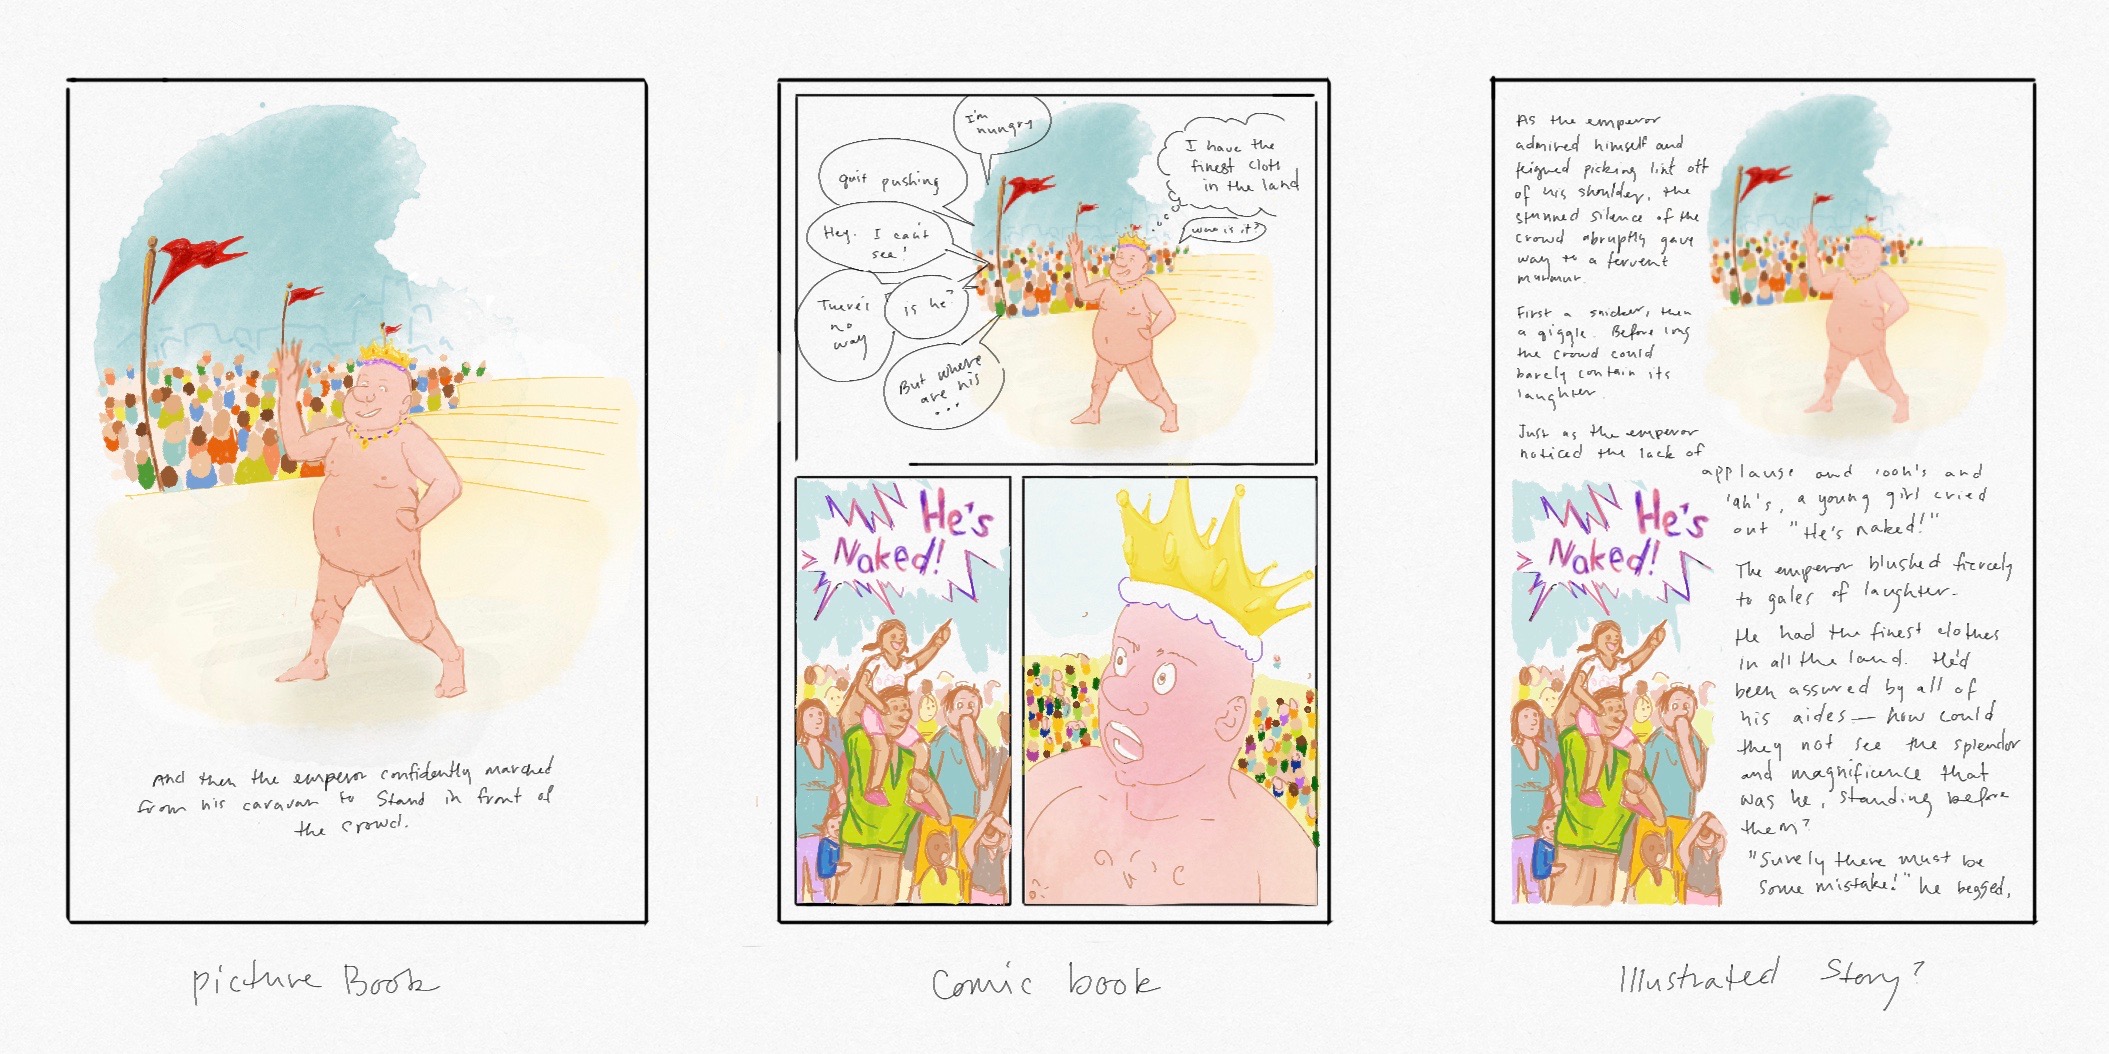 And then the emperor confidently marched
from his caravan to stand in front of
the crowd.
picture Book
I'm
hungry
quit pushing
Hey. I can't
see!
There's
no
way
is he?
But where
are his
...
I have the
finest cloth
in the land
who is it?
He's
Naked!
Comic book
As the emperor
admired himself and
feigned picking lint off
of his shoulder, the
stunned silence of the
crowd abruptly gave
way to a fervent
murmur.
First a snicker, then
a giggle. Before long
the crowd could
barely contain its
laughter.
Just as the emperor
noticed the lack of
applause and 'ooh's and
'ah's, a young girl cried
out "He's naked!"
He's
Naked!
The emperor blushed fiercely
to gales of laughter.
He had the finest clothes
in all the land. He'd
been assured by all of
his aides — how could
they not see the splendor
and magnificence that
was he, standing before
them?
"Surely there must be
some mistake!" he begged,
Illustrated Story?